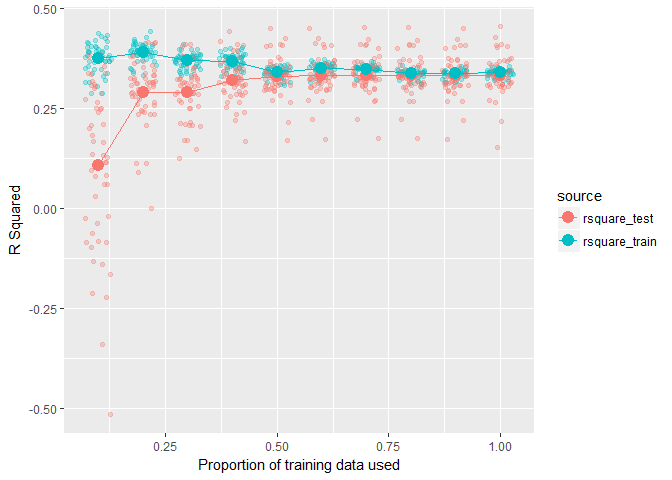 0.50
0.25
0.00
-0.25
-0.50
R Squared
0.25
0.50
0.75
1.00
Proportion of training data used
source
rsquare_test
rsquare_train